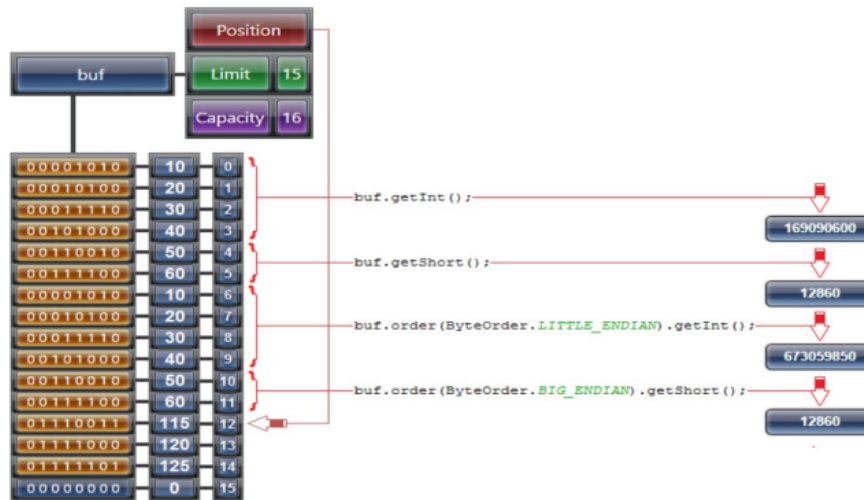 Position
buf
Limit 15
Capacity 16
00001010 10 0
00010100 20 1
00011110 30 2
buf.getInt();
00101000 40 3
169090600
00110010 50 4
buf.getShort();
00111100 60 5
00001010 10 6
12860
00010100 20 7
buf.order(ByteOrder.LITTLE_ENDIAN).getInt();
00011110 30 8
00101000 40 9
673059850
00110010 50 10
buf.order(ByteOrder.BIG_ENDIAN).getShort();
00111100 60 11
01110011 115 12
12860
01111000 120 13
01111101 125 14
00000000 0 15